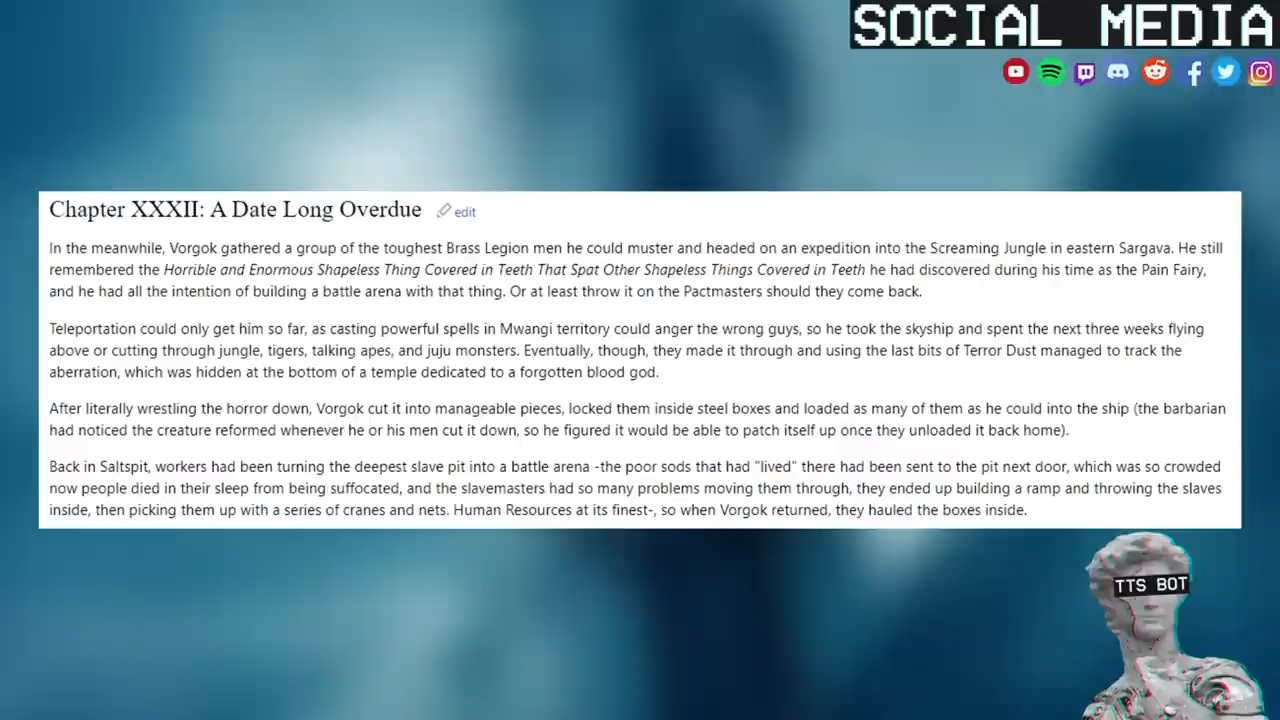 SOCIAL MEDIA
Chapter XXXII: A Date Long Overdue edit
In the meanwhile, Vorgok gathered a group of the toughest Brass Legion men he could muster and headed on an expedition into the Screaming Jungle in eastern Sargava. He still
remembered the Horrible and Enormous Shapeless Thing Covered in Teeth That Spat Other Shapeless Things Covered in Teeth he had discovered during his time as the Pain Fairy,
and he had all the intention of building a battle arena with that thing. Or at least throw it on the Pactmasters should they come back.
Teleportation could only get him so far, as casting powerful spells in Mwangi territory could anger the wrong guys, so he took the skyship and spent the next three weeks flying
above or cutting through jungle, tigers, talking apes, and juju monsters. Eventually, though, they made it through and using the last bits of Terror Dust managed to track the
aberration, which was hidden at the bottom of a temple dedicated to a forgotten blood god.
After literally wrestling the horror down, Vorgok cut it into manageable pieces, locked them inside steel boxes and loaded as many of them as he could into the ship (the barbarian
had noticed the creature reformed whenever he or his men cut it down, so he figured it would be able to patch itself up once they unloaded it back home).
Back in Saltspit, workers had been turning the deepest slave pit into a battle arena -the poor sods that had "lived" there had been sent to the pit next door, which was so crowded
now people died in their sleep from being suffocated, and the slavemasters had so many problems moving them through, they ended up building a ramp and throwing the slaves
inside, then picking them up with a series of cranes and nets. Human Resources at its finest-, so when Vorgok returned, they hauled the boxes inside.
TTS BOT